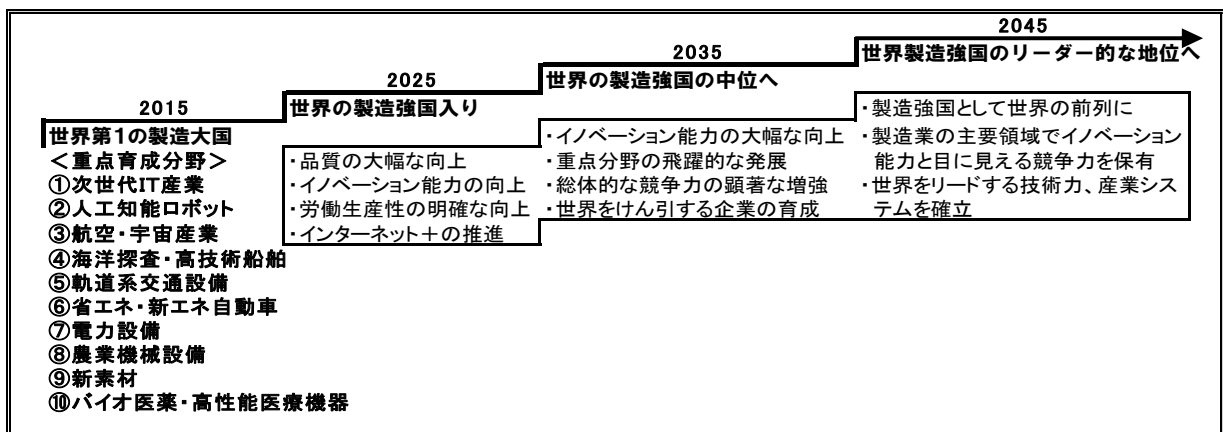 2015
世界第1の製造大国
<重点育成分野>
①次世代IT産業
②人工知能ロボット
③航空・宇宙産業
④海洋探査・高技術船舶
⑤軌道系交通設備
⑥省エネ・新エネ自動車
⑦電力設備
⑧農業機械設備
⑨新素材
⑩バイオ医薬・高性能医療機器
2025
世界の製造強国入り
・品質の大幅な向上
・イノベーション能力の向上
・労働生産性の明確な向上
・インターネット＋の推進
2035
世界の製造強国の中位へ
・イノベーション能力の大幅な向上
・重点分野の飛躍的な発展
・総体的な競争力の顕著な増強
・世界をけん引する企業の育成
2045
世界製造強国のリーダー的な地位へ
・製造強国として世界の前列に
・製造業の主要領域でイノベーション
能力と目に見える競争力を保有
・世界をリードする技術力、産業シス
テムを確立